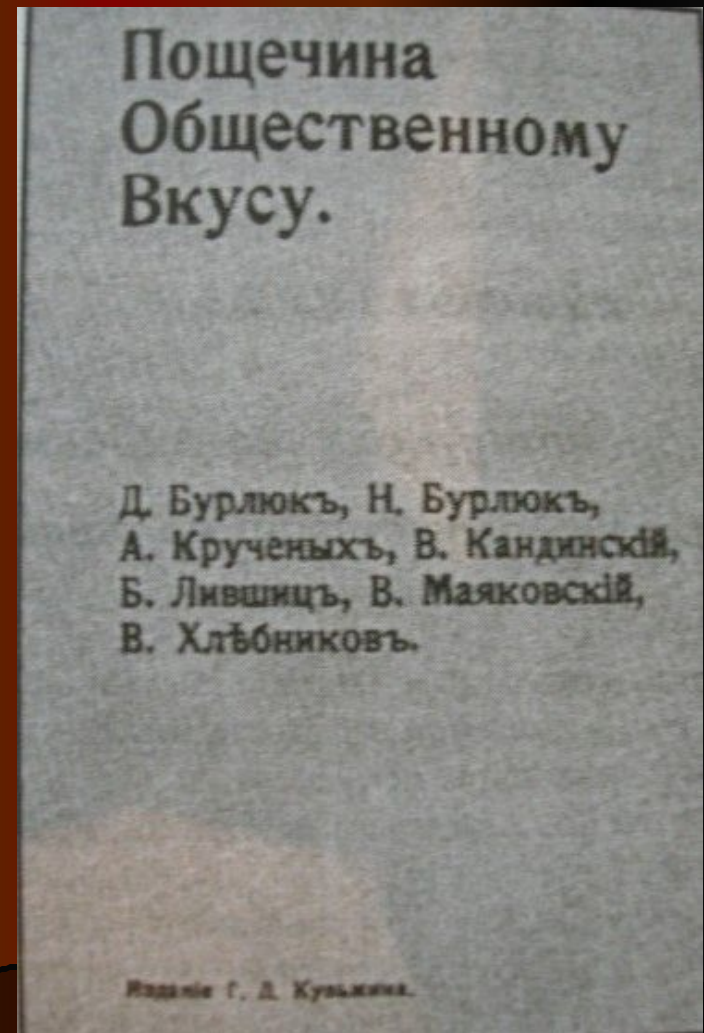 Пощечина
Общественному
Вкусу.
Д. Бурлюкъ, Н. Бурлюкъ,
А. Крученыхъ, В. Кандинскій,
Б. Лившицъ, В. Маяковскій,
В. Хлѣбниковъ.
Изданіе Г. Л. Кузьмина.